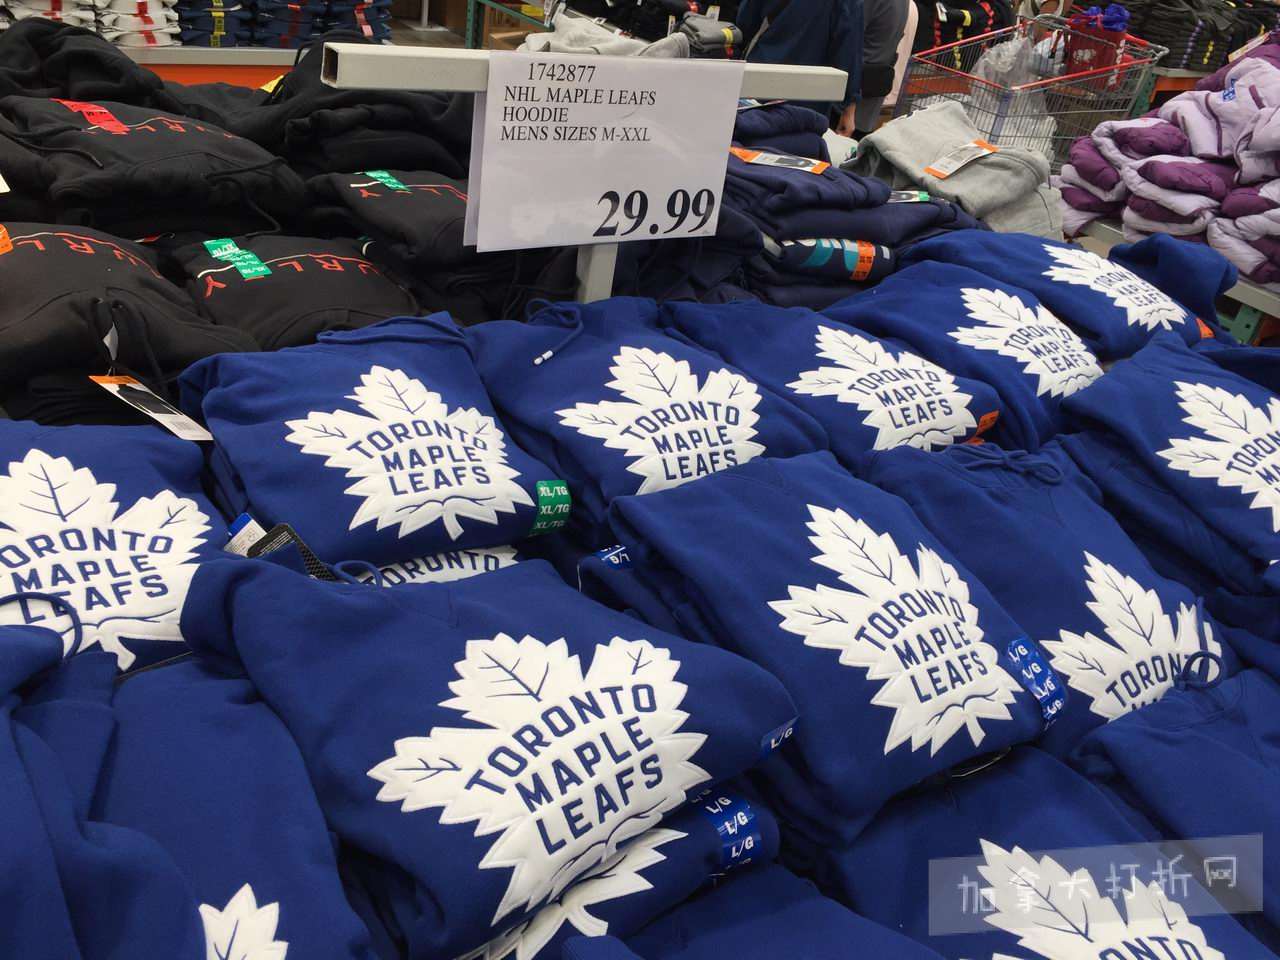 1742877
NHL MAPLE LEAFS
HOODIE
MENS SIZES M-XXL
29.99
TORONTO
MAPLE
LEAFS
TORONTO
MAPLE
LEAFS
TORONTO
MAPLE
LEAFS
TORONTO
MAPLE
LEAFS
XL/TG
XL/TG
XL/TG
ORONTO
MAPLE
LEAFS
TORONTO
TORONTO
MAPLE
LEAFS
L/G
L/G
L/G
TORONTO
MAPLE
LEAFS
L/G
L/G
L/G
L/G
TORONTO
加拿大打折网